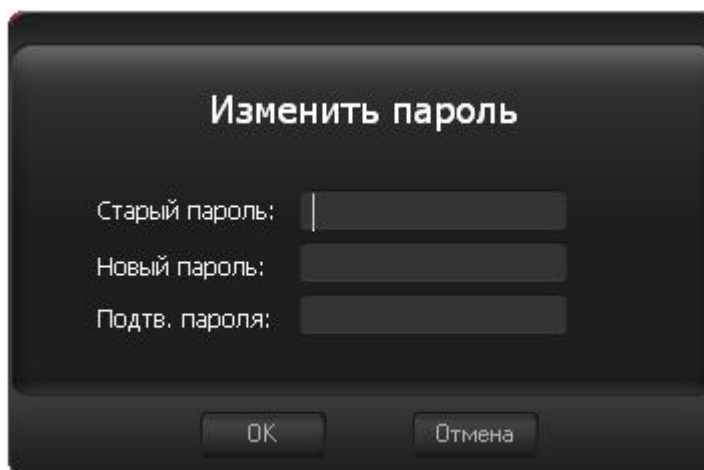 Изменить пароль
Старый пароль:
Новый пароль:
Подтв. пароля:
OK Отмена